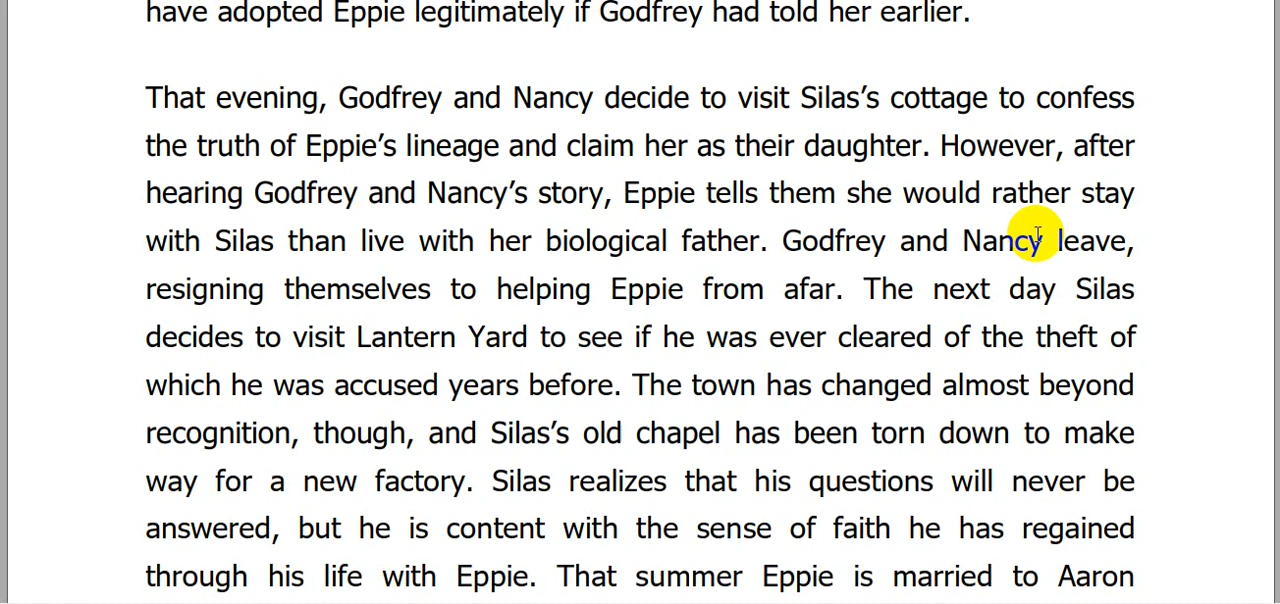 have adopted Eppie legitimately if Godfrey had told her earlier.
That evening, Godfrey and Nancy decide to visit Silas’s cottage to confess
the truth of Eppie’s lineage and claim her as their daughter. However, after
hearing Godfrey and Nancy’s story, Eppie tells them she would rather stay
with Silas than live with her biological father. Godfrey and Nancy leave,
resigning themselves to helping Eppie from afar. The next day Silas
decides to visit Lantern Yard to see if he was ever cleared of the theft of
which he was accused years before. The town has changed almost beyond
recognition, though, and Silas’s old chapel has been torn down to make
way for a new factory. Silas realizes that his questions will never be
answered, but he is content with the sense of faith he has regained
through his life with Eppie. That summer Eppie is married to Aaron